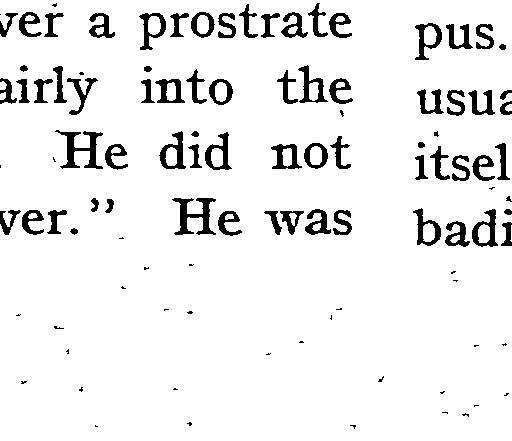 ver a prostrate
airly into the
. He did not
ver.” He was
pus.
usua
itsel
badi